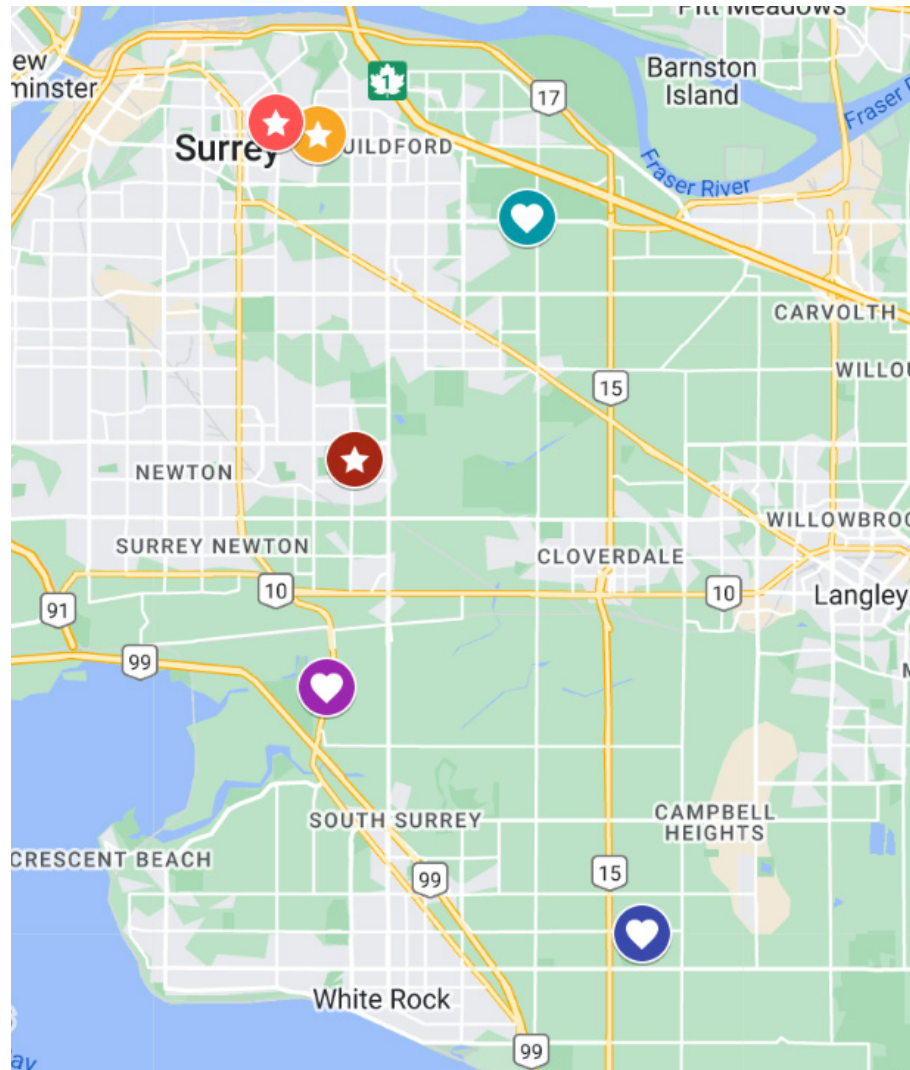 Pitt Meadows
ew
minster
Barnston
Island
1
17
Fraser R
Surrey
UILDFORD
Fraser River
CARVOLTH
WILLOU
15
NEWTON
WILLOWBROO
SURREY NEWTON
CLOVERDALE
10
10
Langley
91
99
SOUTH SURREY
CAMPBELL
HEIGHTS
CRESCENT BEACH
99
15
White Rock
99
ay